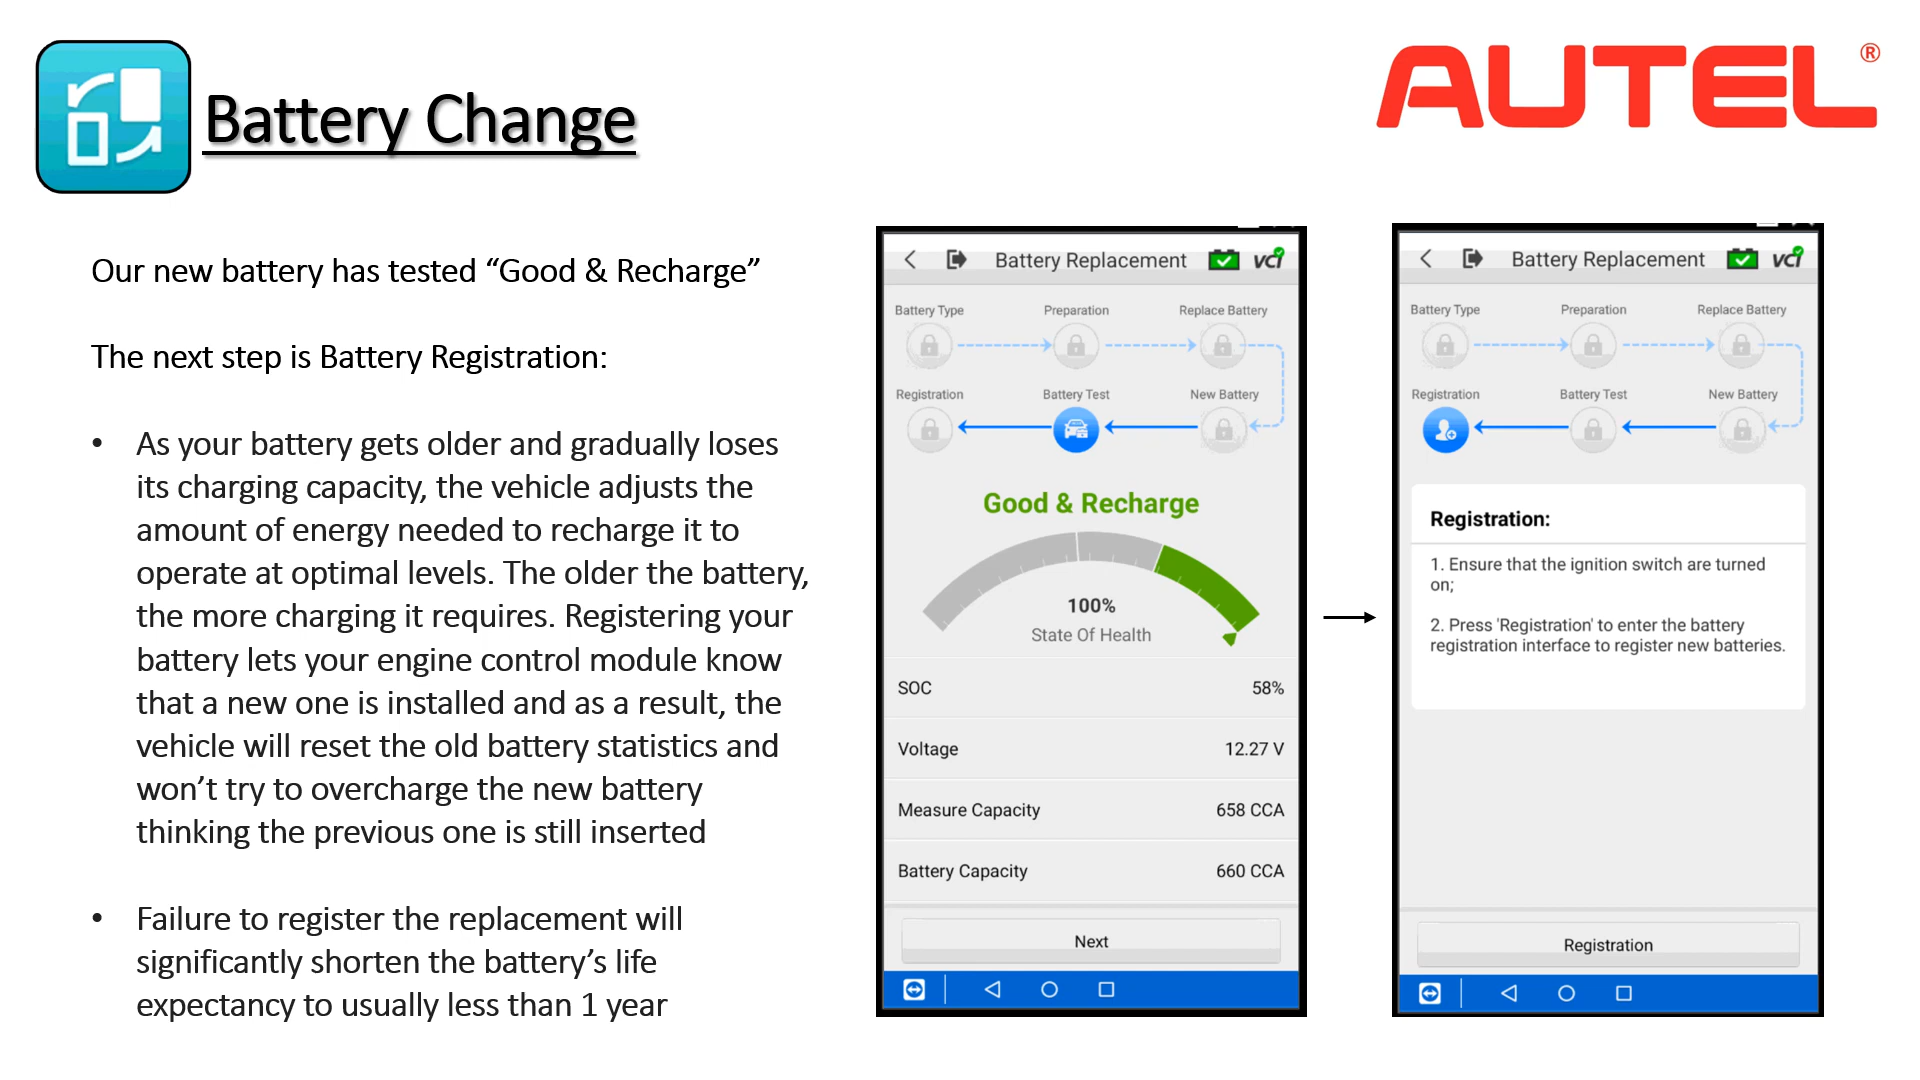 Battery Change
AUTEL®
Our new battery has tested “Good & Recharge”
The next step is Battery Registration:
• As your battery gets older and gradually loses
its charging capacity, the vehicle adjusts the
amount of energy needed to recharge it to
operate at optimal levels. The older the battery,
the more charging it requires. Registering your
battery lets your engine control module know
that a new one is installed and as a result, the
vehicle will reset the old battery statistics and
won’t try to overcharge the new battery
thinking the previous one is still inserted
• Failure to register the replacement will
significantly shorten the battery’s life
expectancy to usually less than 1 year
Battery Replacement VCI
Battery Type Preparation Replace Battery
Registration Battery Test New Battery
Good & Recharge
100%
State Of Health
SOC 58%
Voltage 12.27 V
Measure Capacity 658 CCA
Battery Capacity 660 CCA
Next
Battery Replacement VCI
Battery Type Preparation Replace Battery
Registration Battery Test New Battery
Registration:
1. Ensure that the ignition switch are turned
on;
2. Press 'Registration' to enter the battery
registration interface to register new batteries.
Registration